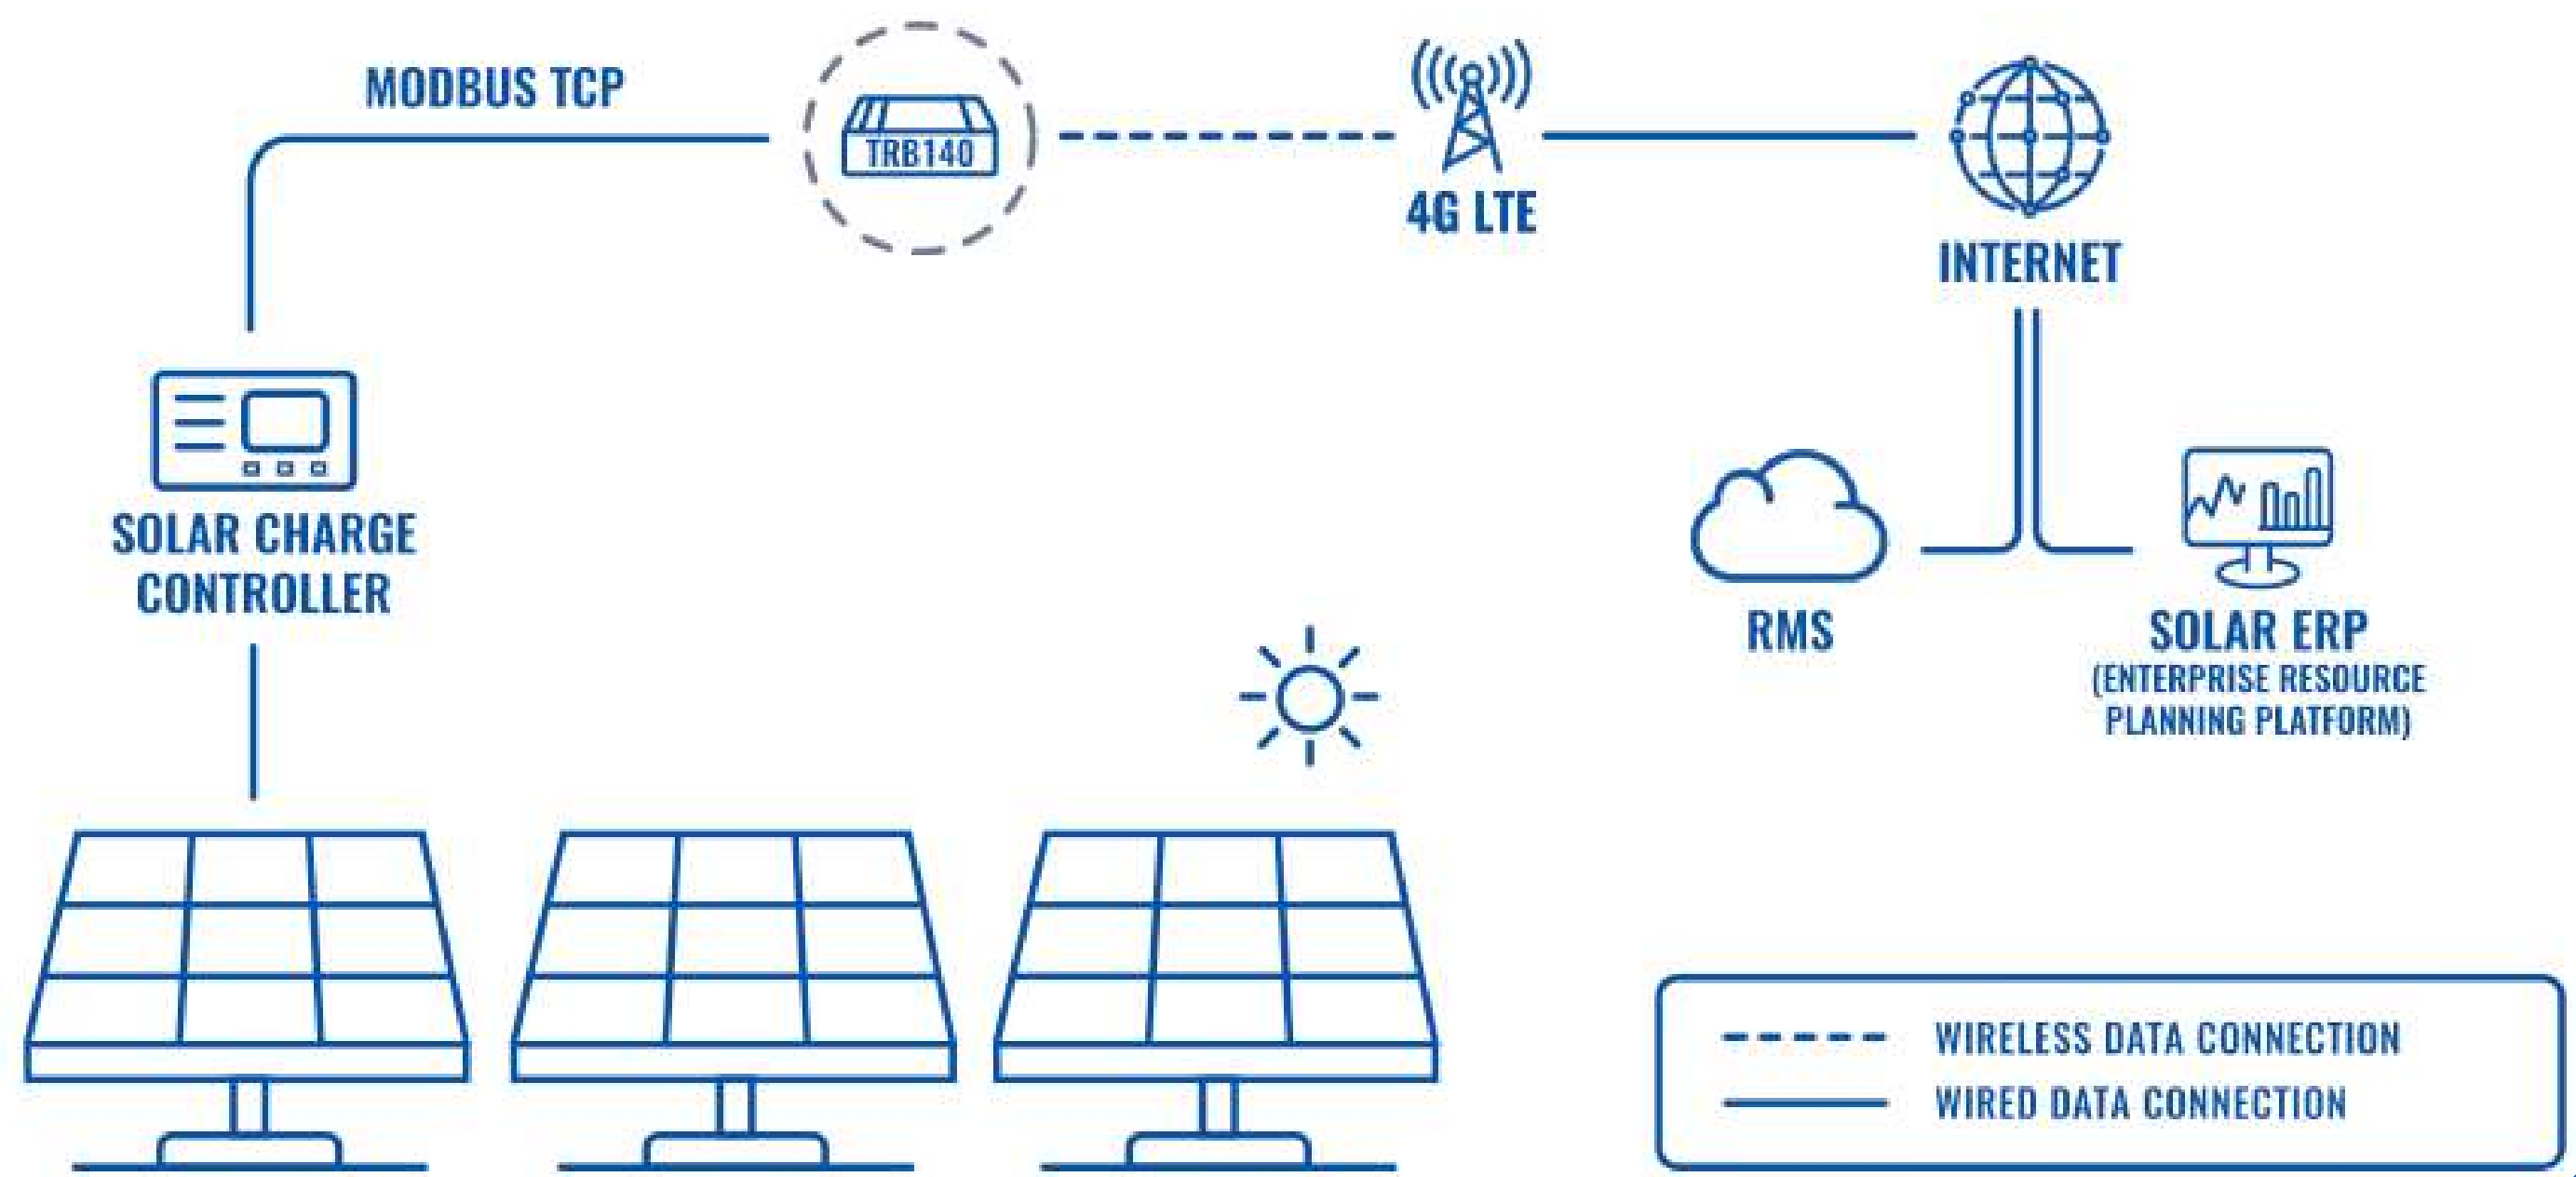 MODBUS TCP
TRB140
4G LTE
INTERNET
SOLAR CHARGE
CONTROLLER
RMS
SOLAR ERP
(ENTERPRISE RESOURCE
PLANNING PLATFORM)
WIRELESS DATA CONNECTION
WIRED DATA CONNECTION